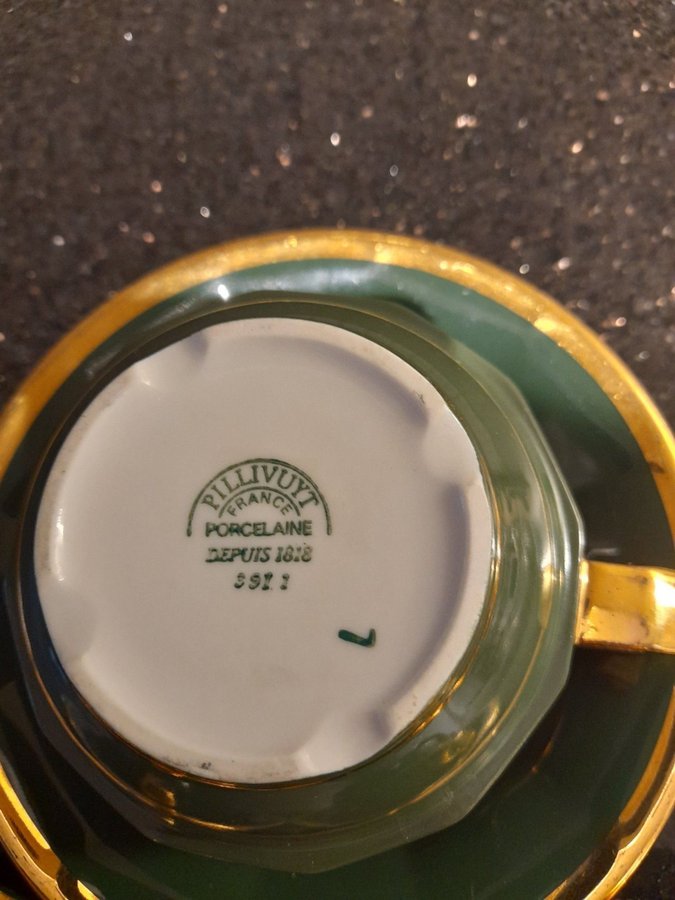 PILLIVUYT
FRANCE
PORCELAINE
DEPUIS 1818